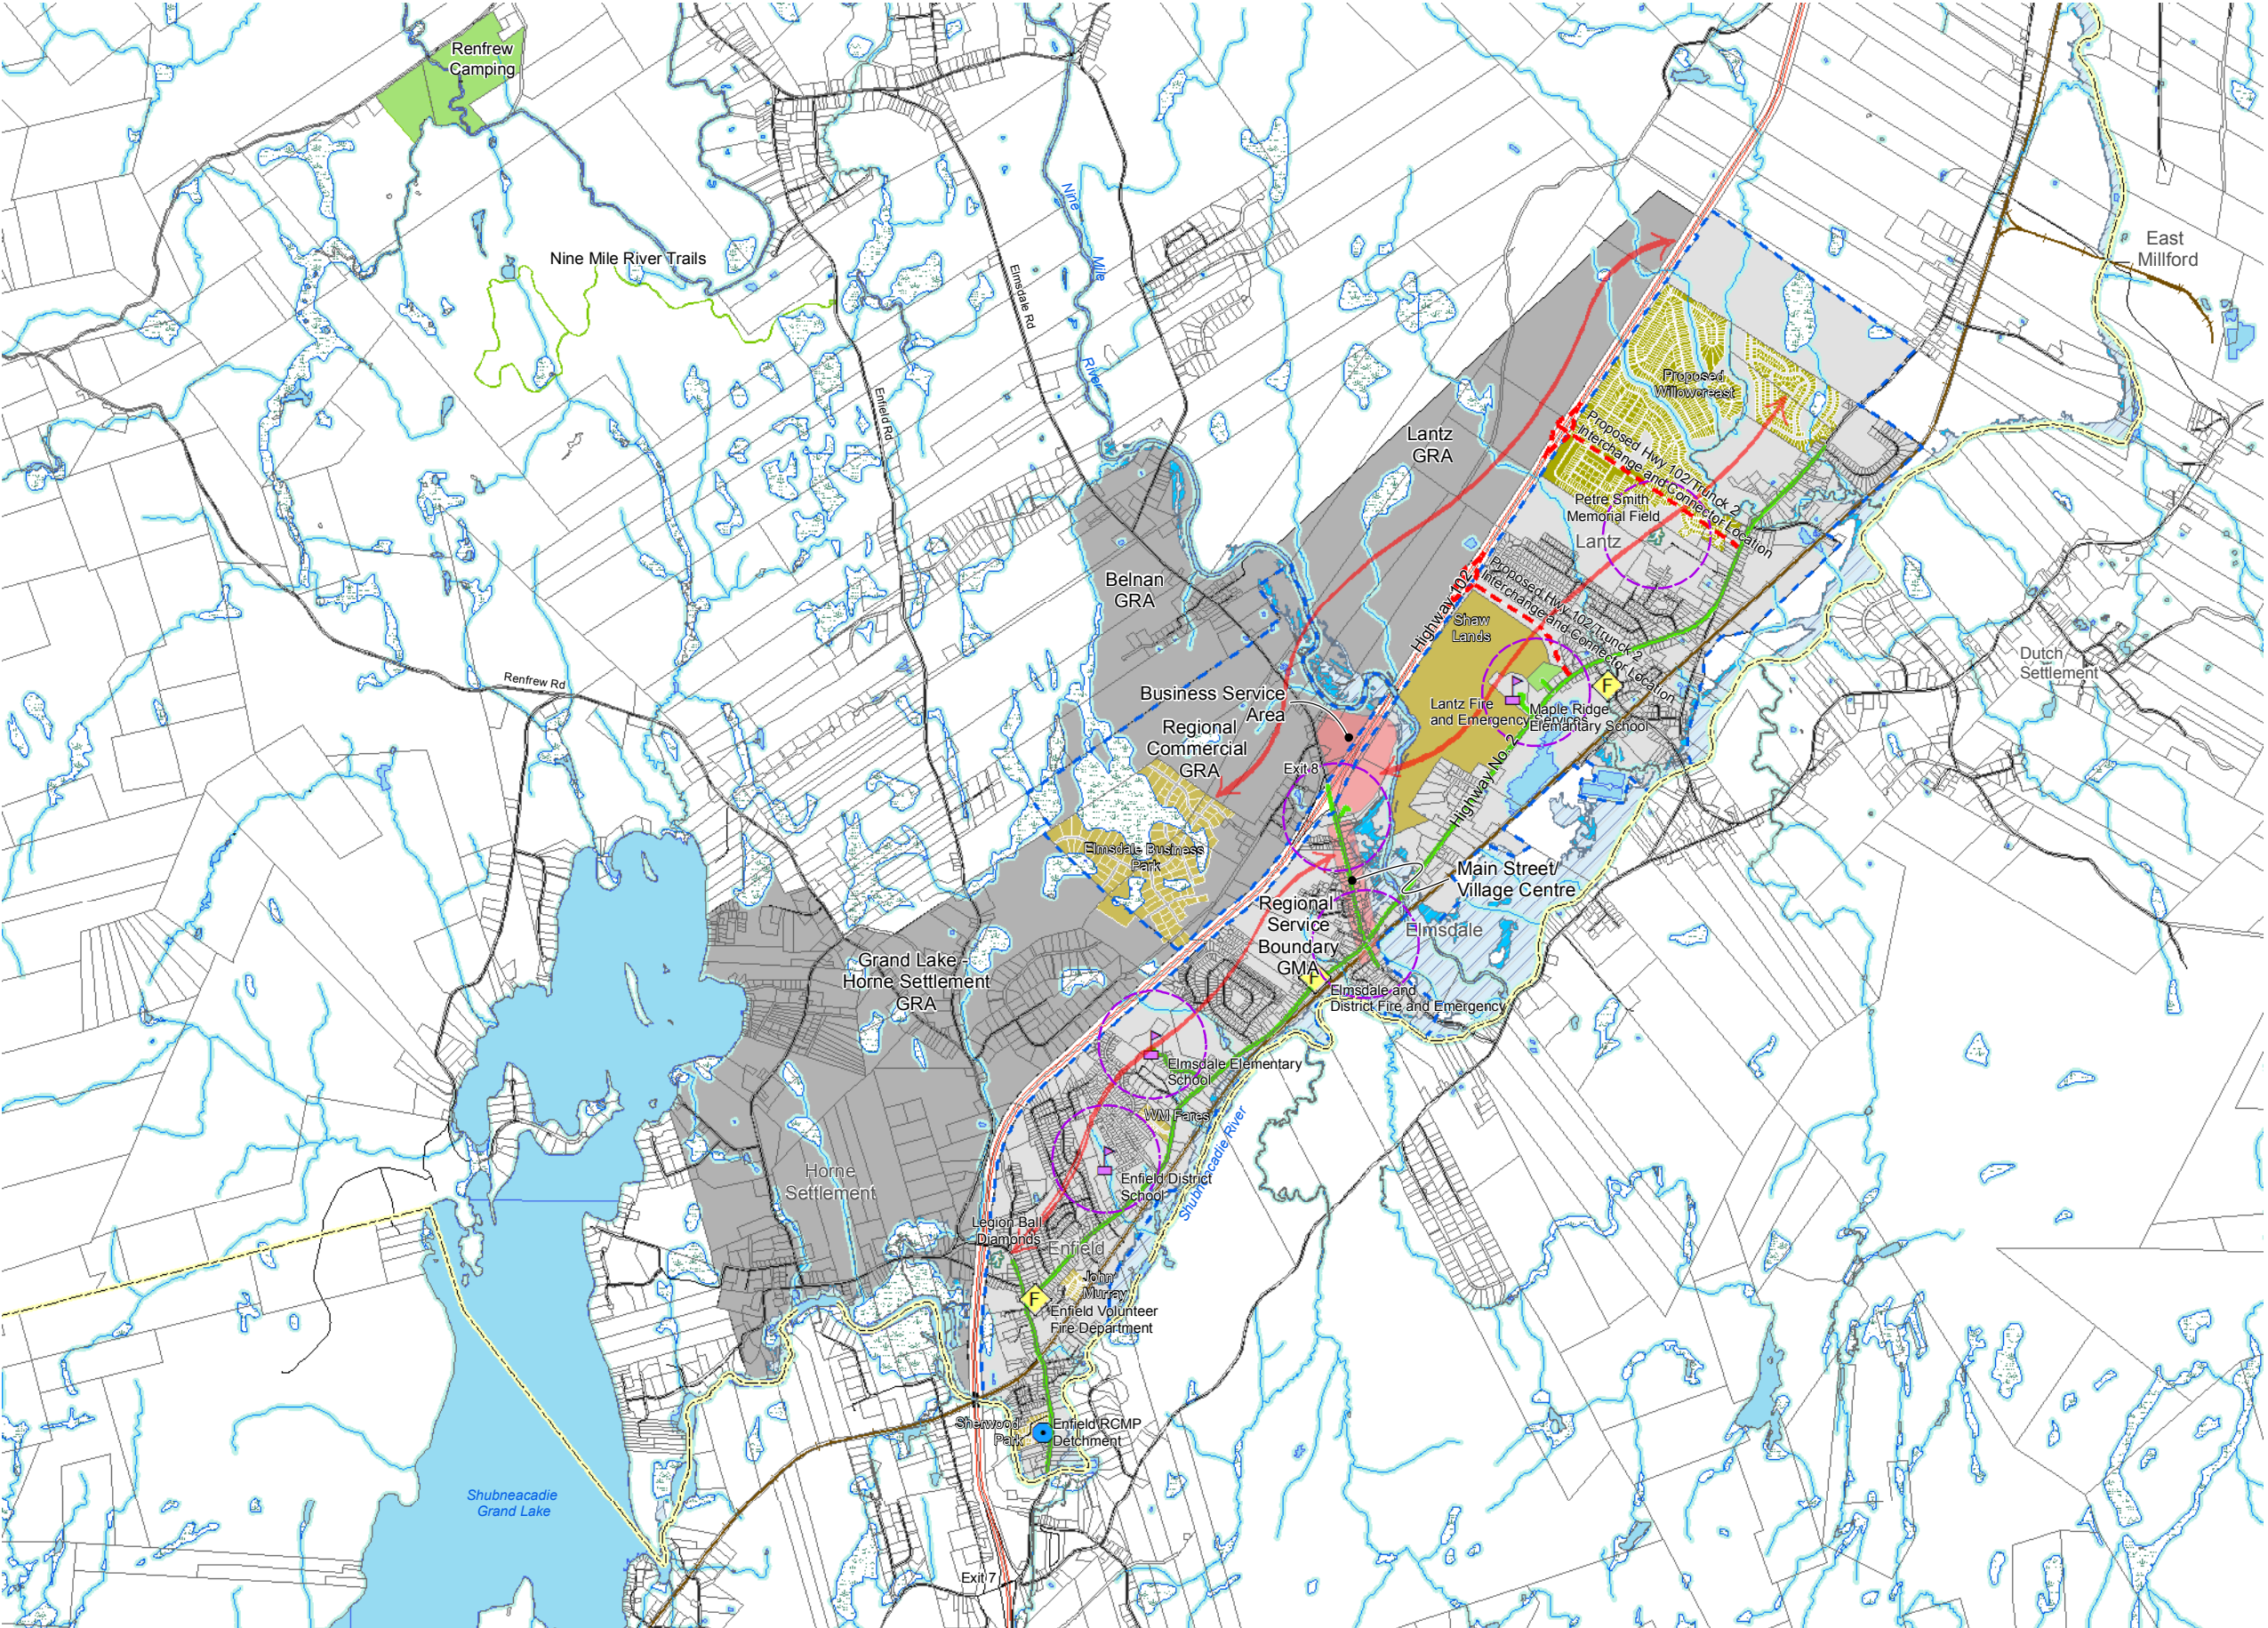 Renfrew
Camping
Nine Mile River Trails
Nine
Mile
River
Elmsdale Rd
Enfield Rd
Renfrew Rd
East
Millford
Proposed
Willowcreast
Proposed Hwy 102/Trunck 2
Interchange and Connector Location
Lantz
GRA
Petre Smith
Memorial Field
Lantz
Highway 102
Proposed Hwy 102/Trunck 2
Interchange and Connector Location
Belnan
GRA
Shaw
Lands
Dutch
Settlement
Business Service
Area
Lantz Fire
and Emergency Services
F
Maple Ridge
Elemantary School
Regional
Commercial
GRA
Exit 8
Highway No. 2
Elmsdale Business
Park
Main Street/
Village Centre
Regional
Service
Boundary
GMA
Elmsdale
F
Elmsdale and
District Fire and Emergency
Grand Lake -
Horne Settlement
GRA
Elmsdale Elementary
School
WM Fares
Shubneacadie River
Horne
Settlement
Enfield District
School
Legion Ball
Diamonds
Enfield
John
Murray
F
Enfield Volunteer
Fire Department
Sherwood
Park
Enfield RCMP
Detchment
Shubneacadie
Grand Lake
Exit 7